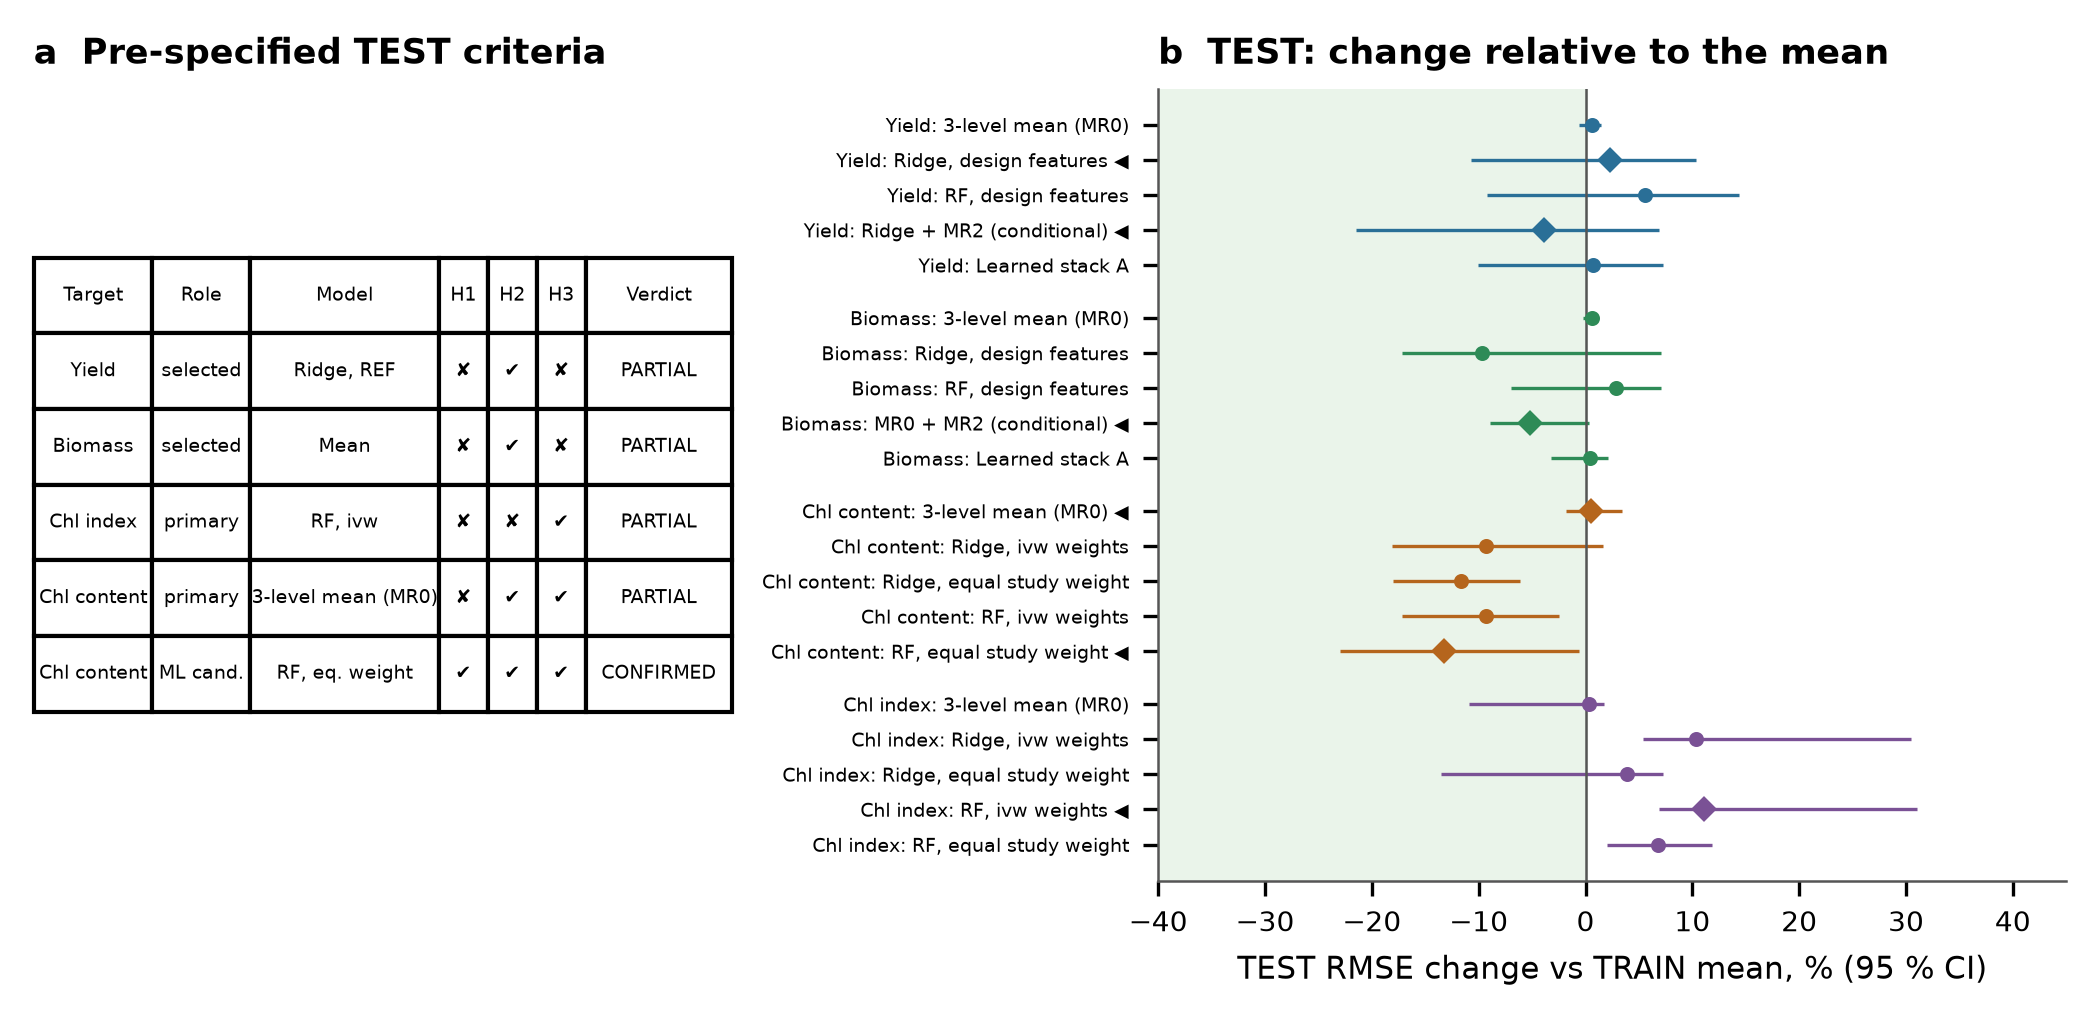 a Pre-specified TEST criteria
Target Role Model H1 H2 H3 Verdict
Yield selected Ridge, REF ✘ ✔ ✘ PARTIAL
Biomass selected Mean ✘ ✔ ✘ PARTIAL
Chl index primary RF, ivw ✘ ✘ ✔ PARTIAL
Chl content primary 3-level mean (MR0) ✘ ✔ ✔ PARTIAL
Chl content ML cand. RF, eq. weight ✔ ✔ ✔ CONFIRMED
b TEST: change relative to the mean
Yield: 3-level mean (MR0)
Yield: Ridge, design features ◀
Yield: RF, design features
Yield: Ridge + MR2 (conditional) ◀
Yield: Learned stack A
Biomass: 3-level mean (MR0)
Biomass: Ridge, design features
Biomass: RF, design features
Biomass: MR0 + MR2 (conditional) ◀
Biomass: Learned stack A
Chl content: 3-level mean (MR0) ◀
Chl content: Ridge, ivw weights
Chl content: Ridge, equal study weight
Chl content: RF, ivw weights
Chl content: RF, equal study weight ◀
Chl index: 3-level mean (MR0)
Chl index: Ridge, ivw weights
Chl index: Ridge, equal study weight
Chl index: RF, ivw weights ◀
Chl index: RF, equal study weight
−40 −30 −20 −10 0 10 20 30 40
TEST RMSE change vs TRAIN mean, % (95 % CI)